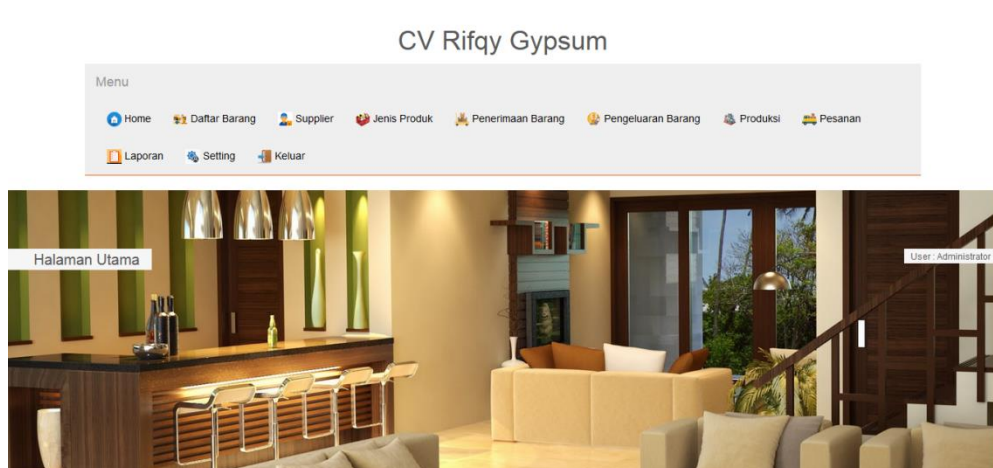 CV Rifqy Gypsum
Menu
Home Daftar Barang Supplier Jenis Produk Penerimaan Barang Pengeluaran Barang Produksi Pesanan
Laporan Setting Keluar
Halaman Utama
User : Administrator